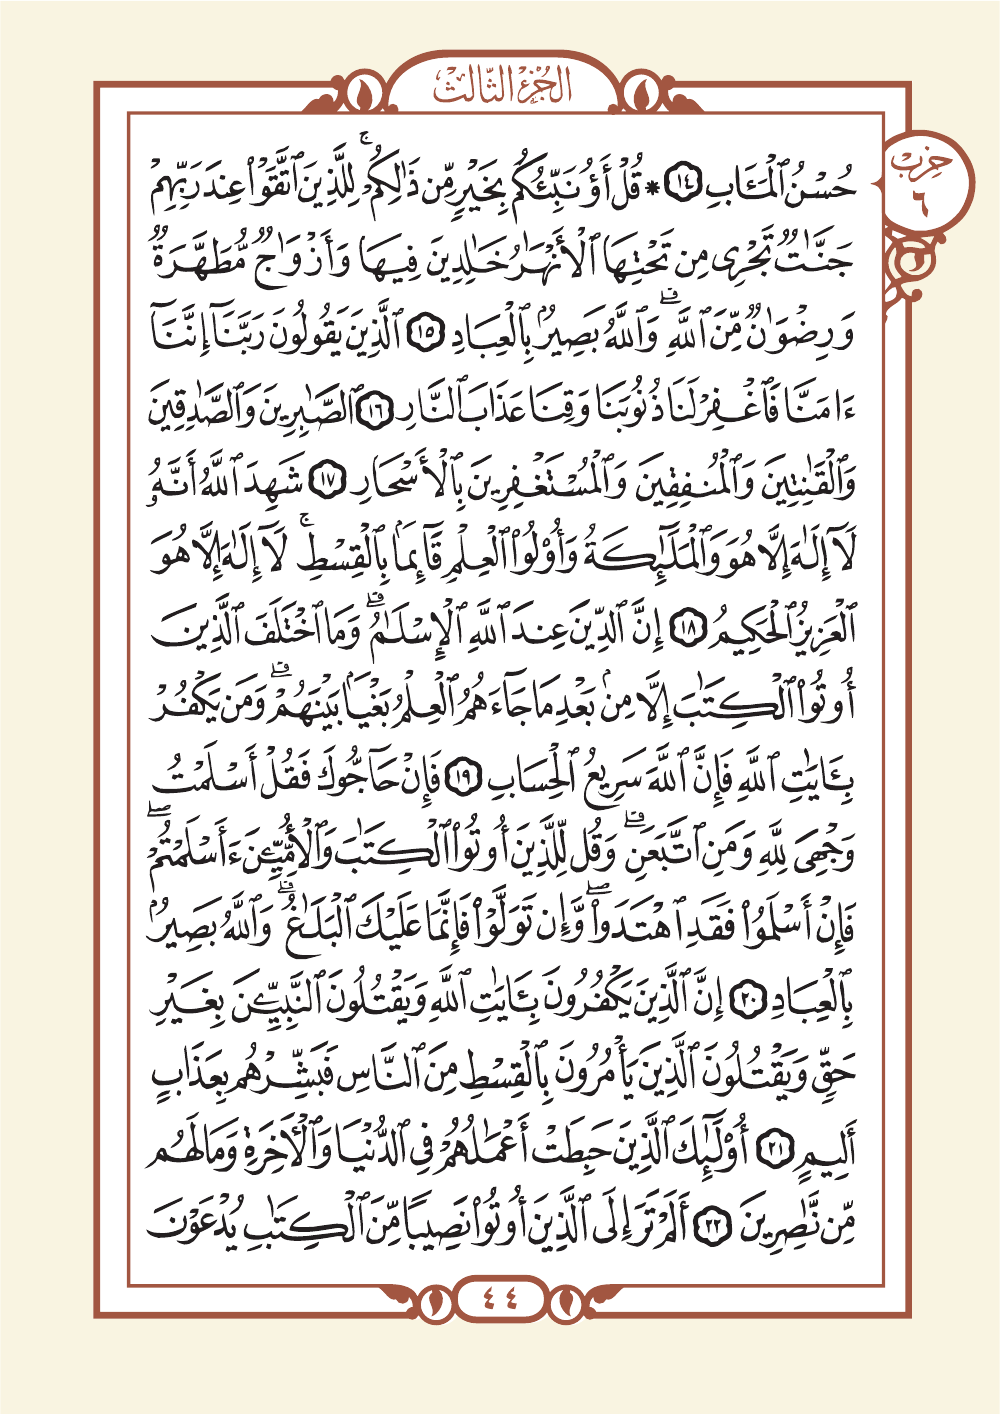 الجزء الثالث
حزب
٦
حُسْنُ ٱلْمَـَٔابِ ١٤ * قُلْ أَؤُنَبِّئُكُم بِخَيْرٍ مِّن ذَٰلِكُمْ ۚ لِلَّذِينَ ٱتَّقَوْا۟ عِندَ رَبِّهِمْ
جَنَّـٰتٌ تَجْرِى مِن تَحْتِهَا ٱلْأَنْهَـٰرُ خَـٰلِدِينَ فِيهَا وَأَزْوَٰجٌ مُّطَهَّرَةٌ
وَرِضْوَٰنٌ مِّنَ ٱللَّهِ ۗ وَٱللَّهُ بَصِيرٌۢ بِٱلْعِبَادِ ١٥ ٱلَّذِينَ يَقُولُونَ رَبَّنَآ إِنَّنَآ
ءَامَنَّا فَٱغْفِرْ لَنَا ذُنُوبَنَا وَقِنَا عَذَابَ ٱلنَّارِ ١٦ ٱلصَّـٰبِرِينَ وَٱلصَّـٰدِقِينَ
وَٱلْقَـٰنِتِينَ وَٱلْمُنفِقِينَ وَٱلْمُسْتَغْفِرِينَ بِٱلْأَسْحَارِ ١٧ شَهِدَ ٱللَّهُ أَنَّهُۥ
لَآ إِلَـٰهَ إِلَّا هُوَ وَٱلْمَلَـٰٓئِكَةُ وَأُو۟لُوا۟ ٱلْعِلْمِ قَآئِمًۢا بِٱلْقِسْطِ ۚ لَآ إِلَـٰهَ إِلَّا هُوَ
ٱلْعَزِيزُ ٱلْحَكِيمُ ١٨ إِنَّ ٱلدِّينَ عِندَ ٱللَّهِ ٱلْإِسْلَـٰمُ ۗ وَمَا ٱخْتَلَفَ ٱلَّذِينَ
أُوتُوا۟ ٱلْكِتَـٰبَ إِلَّا مِنۢ بَعْدِ مَا جَآءَهُمُ ٱلْعِلْمُ بَغْيًۢا بَيْنَهُمْ ۗ وَمَن يَكْفُرْ
بِـَٔايَـٰتِ ٱللَّهِ فَإِنَّ ٱللَّهَ سَرِيعُ ٱلْحِسَابِ ١٩ فَإِنْ حَآجُّوكَ فَقُلْ أَسْلَمْتُ
وَجْهِىَ لِلَّهِ وَمَنِ ٱتَّبَعَنِ ۗ وَقُل لِّلَّذِينَ أُوتُوا۟ ٱلْكِتَـٰبَ وَٱلْأُمِّيِّـۧنَ ءَأَسْلَمْتُمْ ۖ
فَإِنْ أَسْلَمُوا۟ فَقَدِ ٱهْتَدَوا۟ ۖ وَّإِن تَوَلَّوْا۟ فَإِنَّمَا عَلَيْكَ ٱلْبَلَـٰغُ ۗ وَٱللَّهُ بَصِيرٌۢ
بِٱلْعِبَادِ ٢٠ إِنَّ ٱلَّذِينَ يَكْفُرُونَ بِـَٔايَـٰتِ ٱللَّهِ وَيَقْتُلُونَ ٱلنَّبِيِّـۧنَ بِغَيْرِ
حَقٍّ وَيَقْتُلُونَ ٱلَّذِينَ يَأْمُرُونَ بِٱلْقِسْطِ مِنَ ٱلنَّاسِ فَبَشِّرْهُم بِعَذَابٍ
أَلِيمٍ ٢١ أُو۟لَـٰٓئِكَ ٱلَّذِينَ حَبِطَتْ أَعْمَـٰلُهُمْ فِى ٱلدُّنْيَا وَٱلْـَٔاخِرَةِ وَمَا لَهُم
مِّن نَّـٰصِرِينَ ٢٢ أَلَمْ تَرَ إِلَى ٱلَّذِينَ أُوتُوا۟ نَصِيبًا مِّنَ ٱلْكِتَـٰبِ يُدْعَوْنَ
٤٤